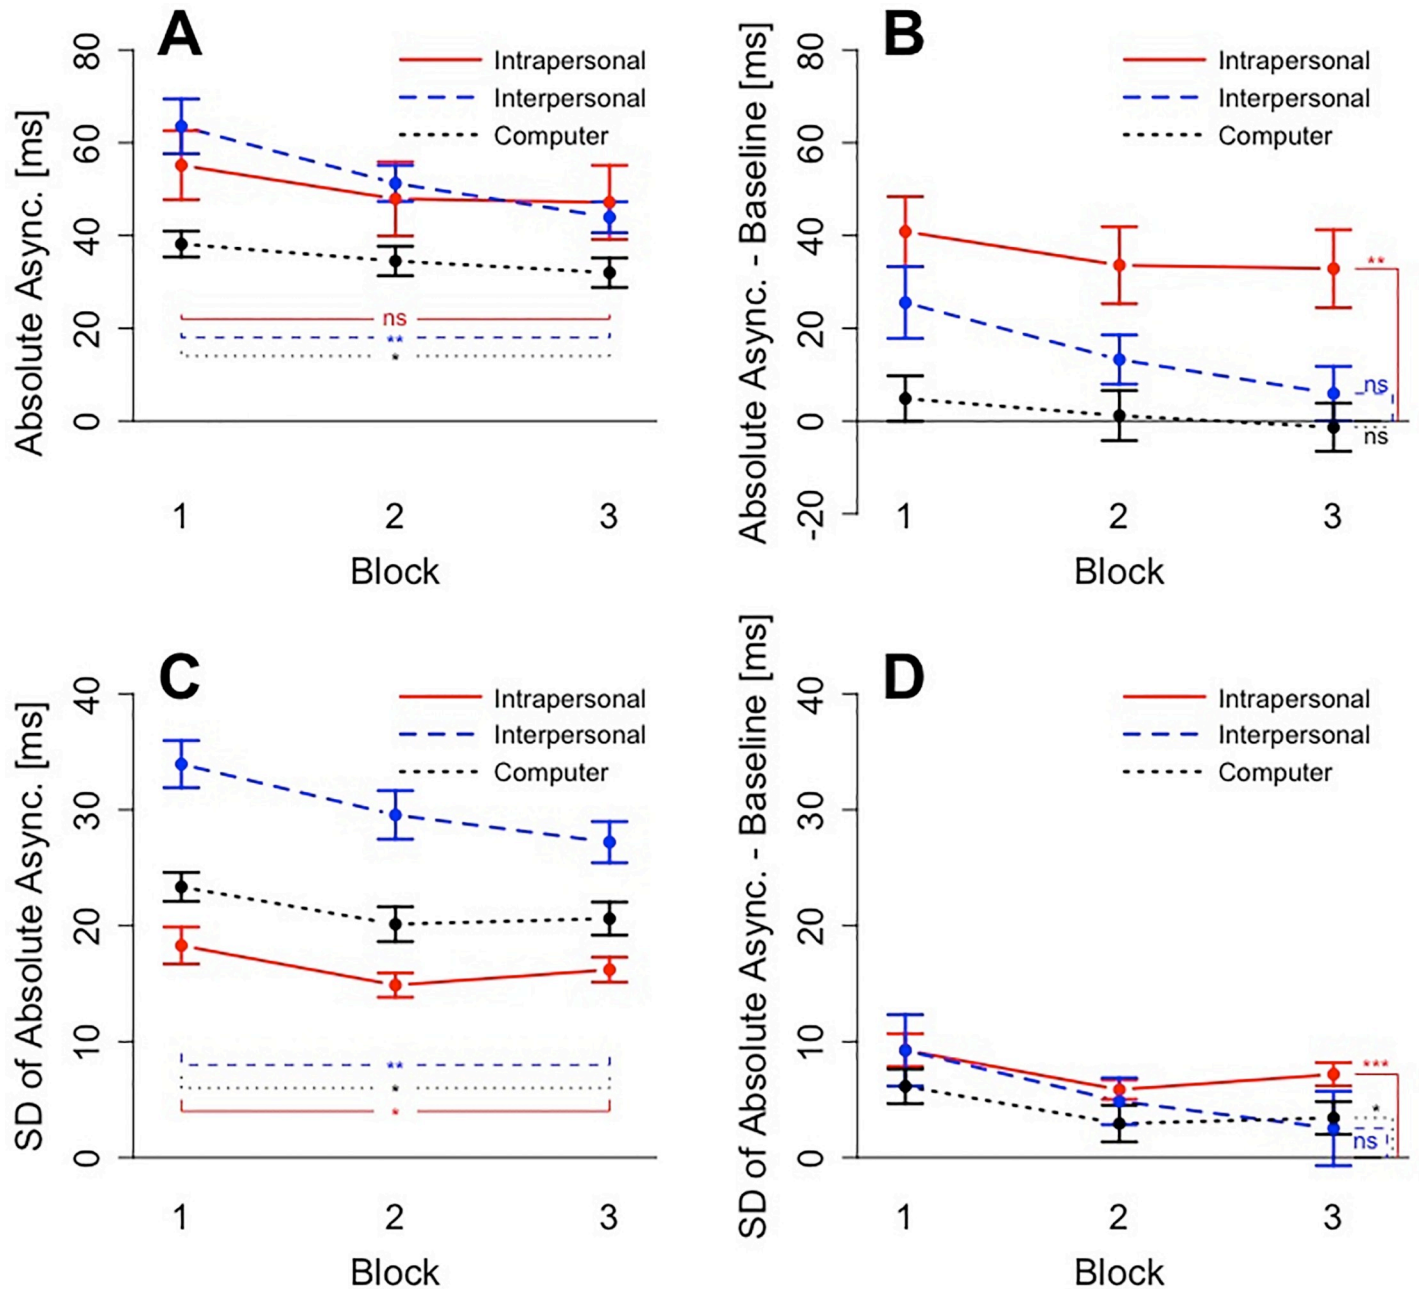 A
Absolute Async. [ms]
80
60
40
20
0
Intrapersonal
Interpersonal
Computer
ns
**
*
1 2 3
Block
B
Absolute Async. - Baseline [ms]
80
60
40
20
0
-20
Intrapersonal
Interpersonal
Computer
**
ns
ns
1 2 3
Block
C
SD of Absolute Async. [ms]
40
30
20
10
0
Intrapersonal
Interpersonal
Computer
**
*
*
1 2 3
Block
D
SD of Absolute Async. - Baseline [ms]
40
30
20
10
0
Intrapersonal
Interpersonal
Computer
***
*
ns
1 2 3
Block